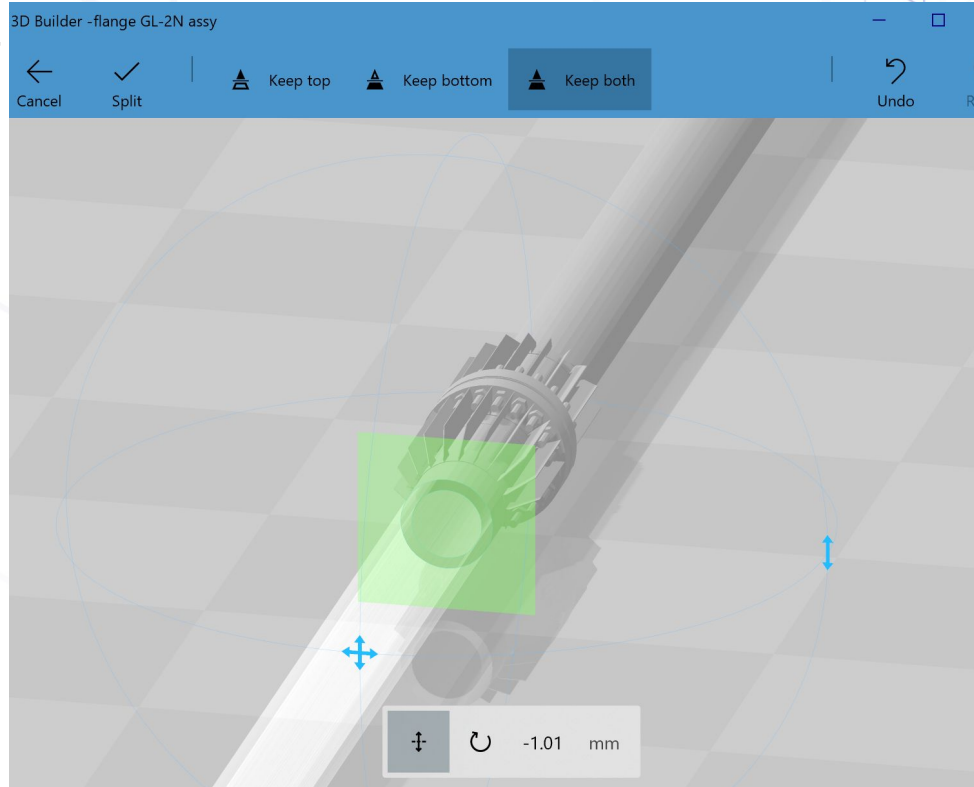 3D Builder -flange GL-2N assy
Cancel
Split
Keep top
Keep bottom
Keep both
Undo
R
-1.01 mm